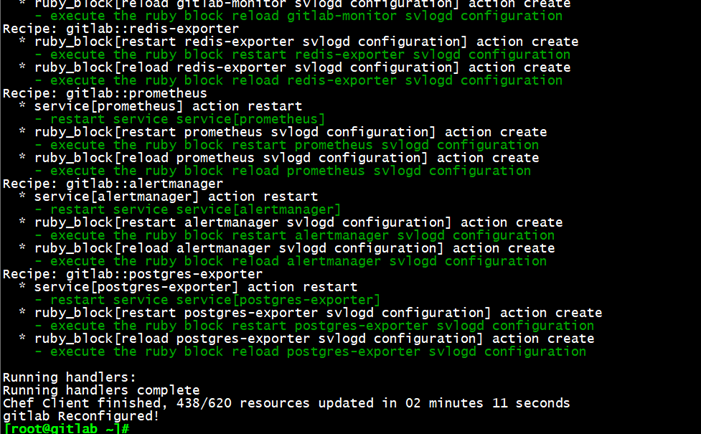 * ruby_block[reload gitlab-monitor svlogd configuration] action create
- execute the ruby block reload gitlab-monitor svlogd configuration
Recipe: gitlab::redis-exporter
* ruby_block[restart redis-exporter svlogd configuration] action create
- execute the ruby block restart redis-exporter svlogd configuration
* ruby_block[reload redis-exporter svlogd configuration] action create
- execute the ruby block reload redis-exporter svlogd configuration
Recipe: gitlab::prometheus
* service[prometheus] action restart
- restart service service[prometheus]
* ruby_block[restart prometheus svlogd configuration] action create
- execute the ruby block restart prometheus svlogd configuration
* ruby_block[reload prometheus svlogd configuration] action create
- execute the ruby block reload prometheus svlogd configuration
Recipe: gitlab::alertmanager
* service[alertmanager] action restart
- restart service service[alertmanager]
* ruby_block[restart alertmanager svlogd configuration] action create
- execute the ruby block restart alertmanager svlogd configuration
* ruby_block[reload alertmanager svlogd configuration] action create
- execute the ruby block reload alertmanager svlogd configuration
Recipe: gitlab::postgres-exporter
* service[postgres-exporter] action restart
- restart service service[postgres-exporter]
* ruby_block[restart postgres-exporter svlogd configuration] action create
- execute the ruby block restart postgres-exporter svlogd configuration
* ruby_block[reload postgres-exporter svlogd configuration] action create
- execute the ruby block reload postgres-exporter svlogd configuration
Running handlers:
Running handlers complete
Chef Client finished, 438/620 resources updated in 02 minutes 11 seconds
gitlab Reconfigured!
[root@gitlab ~]#